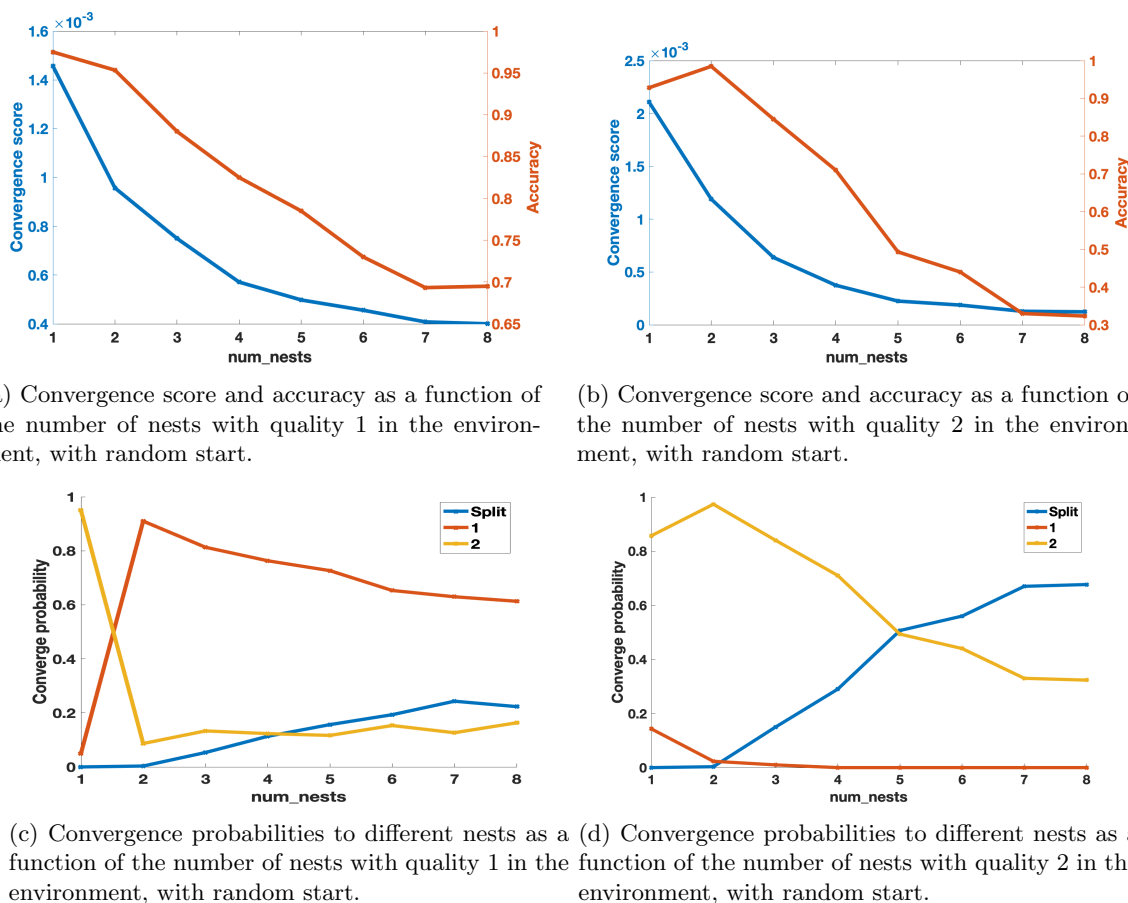 ×10⁻³
1.6
1.4
1.2
1
0.8
0.6
0.4
Convergence score
1
0.95
0.9
0.85
0.8
0.75
0.7
0.65
Accuracy
1 2 3 4 5 6 7 8
num_nests
×10⁻³
2.5
2
1.5
1
0.5
0
Convergence score
1
0.9
0.8
0.7
0.6
0.5
0.4
0.3
Accuracy
1 2 3 4 5 6 7 8
num_nests
) Convergence score and accuracy as a function of
he number of nests with quality 1 in the environ-
ent, with random start.
(b) Convergence score and accuracy as a function o
the number of nests with quality 2 in the environ
ment, with random start.
1
0.8
0.6
0.4
0.2
0
Converge probability
Split
1
2
1 2 3 4 5 6 7 8
num_nests
1
0.8
0.6
0.4
0.2
0
Converge probability
Split
1
2
1 2 3 4 5 6 7 8
num_nests
(c) Convergence probabilities to different nests as a
function of the number of nests with quality 1 in the
environment, with random start.
(d) Convergence probabilities to different nests as
function of the number of nests with quality 2 in th
environment, with random start.